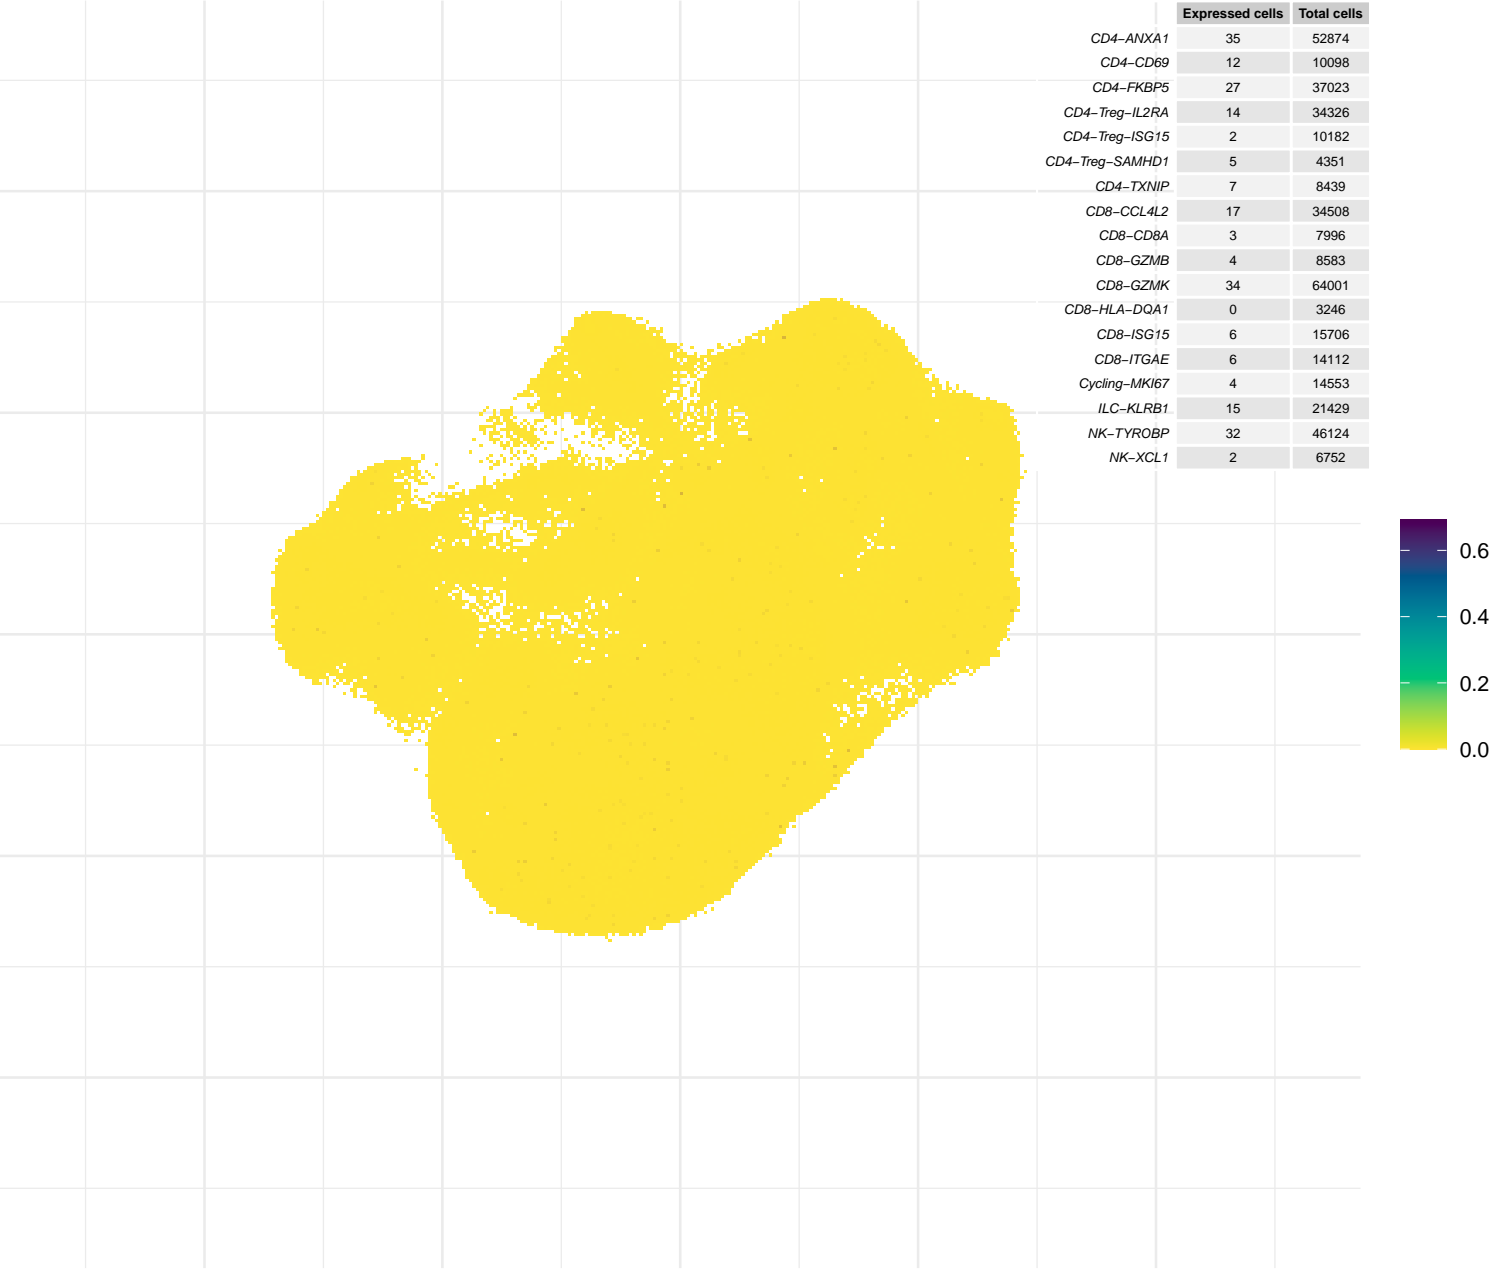 Expressed cells Total cells
CD4−ANXA1 35 52874
CD4−CD69 12 10098
CD4−FKBP5 27 37023
CD4−Treg−IL2RA 14 34326
CD4−Treg−ISG15 2 10182
CD4−Treg−SAMHD1 5 4351
CD4−TXNIP 7 8439
CD8−CCL4L2 17 34508
CD8−CD8A 3 7996
CD8−GZMB 4 8583
CD8−GZMK 34 64001
CD8−HLA−DQA1 0 3246
CD8−ISG15 6 15706
CD8−ITGAE 6 14112
Cycling−MKI67 4 14553
ILC−KLRB1 15 21429
NK−TYROBP 32 46124
NK−XCL1 2 6752
0.6
0.4
0.2
0.0